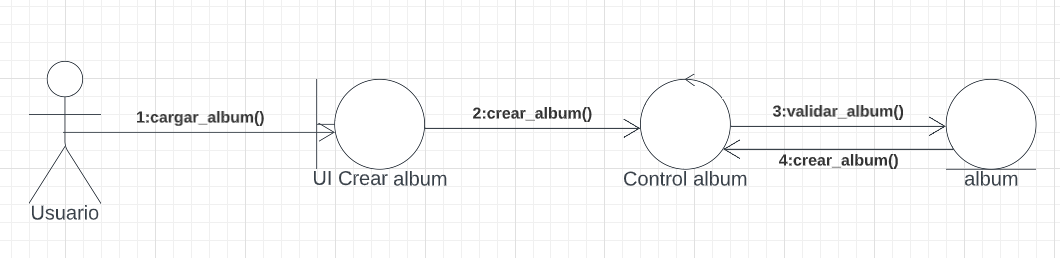 1:cargar_album()
2:crear_album()
3:validar_album()
4:crear_album()
UI Crear album
Control album
album
Usuario